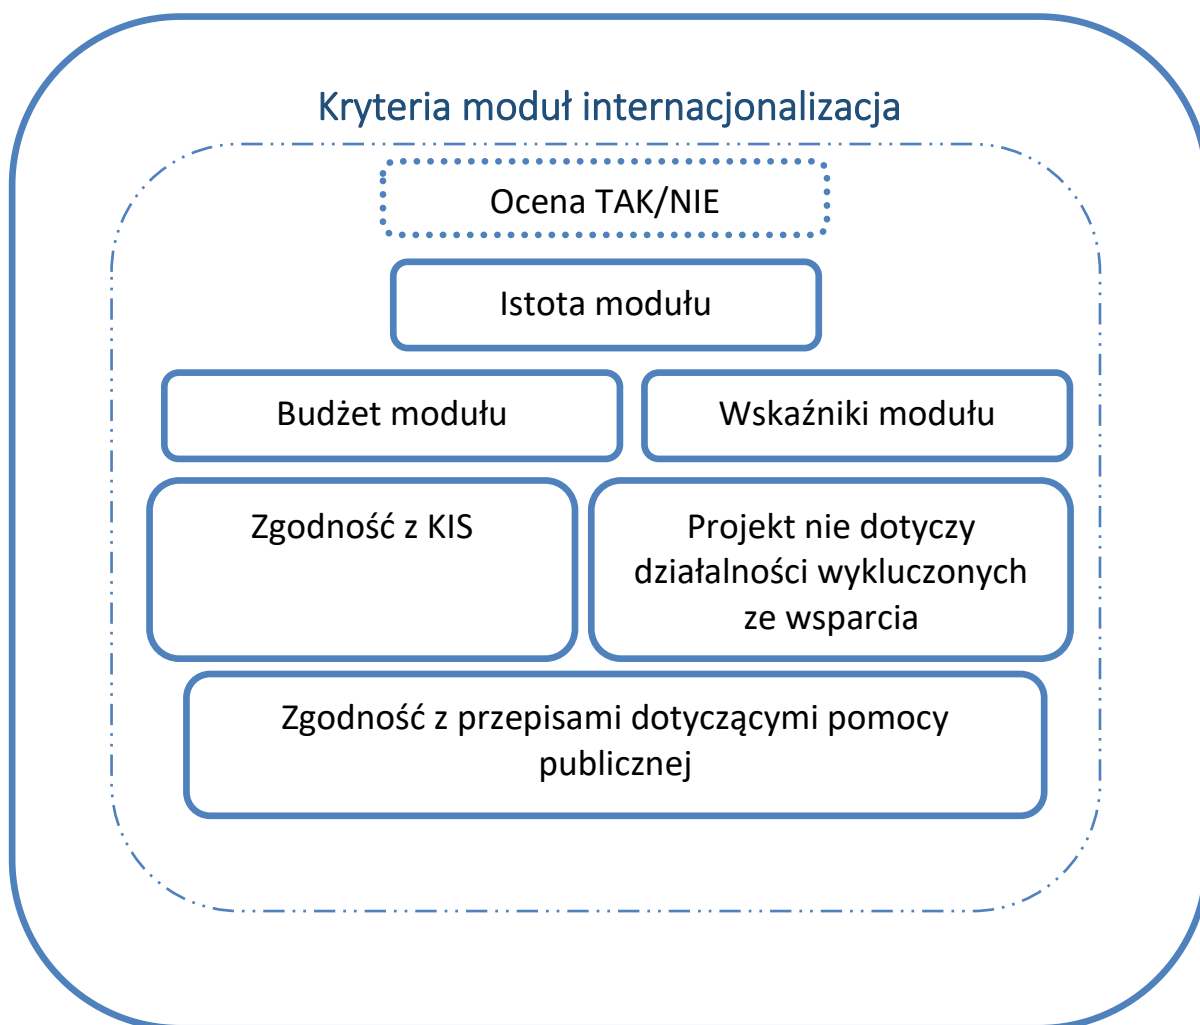 Kryteria moduł internacjonalizacja
Ocena TAK/NIE
Istota modułu
Budżet modułu
Wskaźniki modułu
Zgodność z KIS
Projekt nie dotyczy
działalności wykluczonych
ze wsparcia
Zgodność z przepisami dotyczącymi pomocy
publicznej